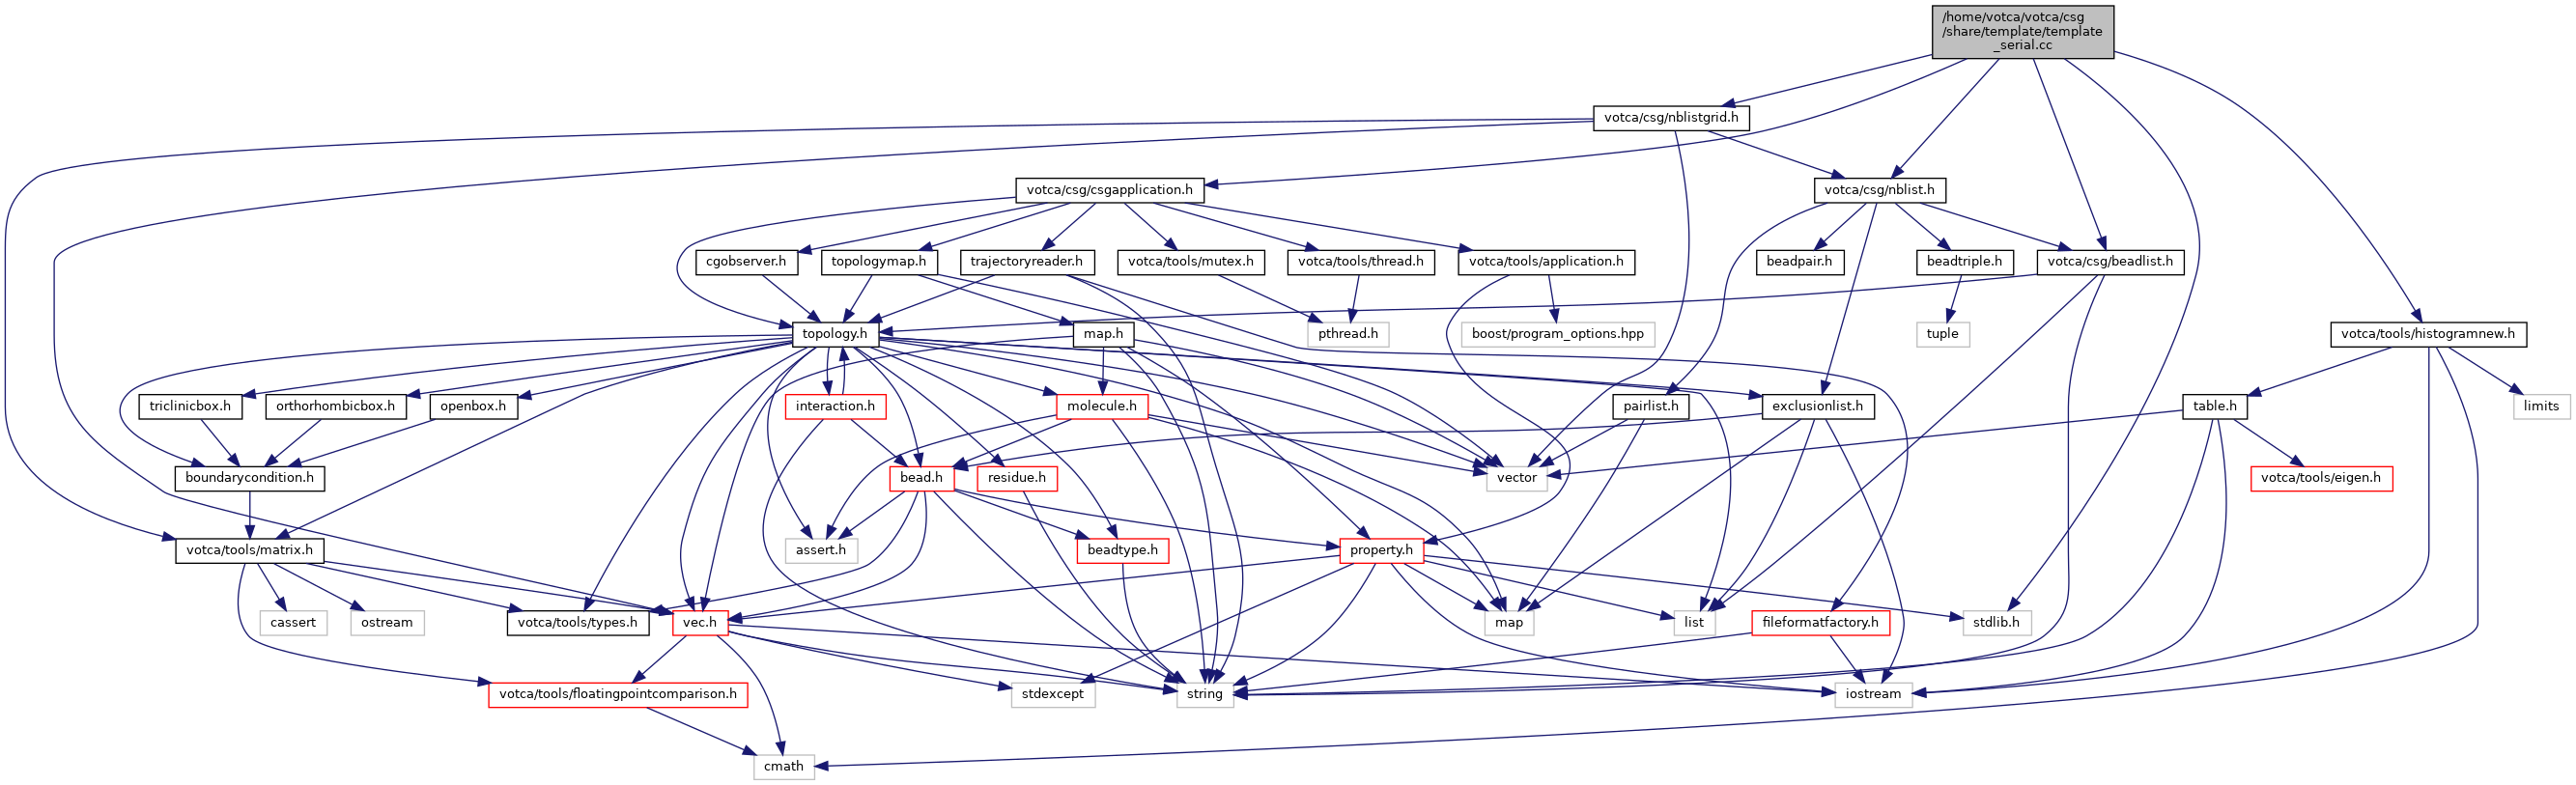 /home/votca/votca/csg
/share/template/template
_serial.cc
votca/csg/nblistgrid.h
votca/csg/csgapplication.h
votca/csg/nblist.h
cgobserver.h
topologymap.h
trajectoryreader.h
votca/tools/mutex.h
votca/tools/thread.h
votca/tools/application.h
beadpair.h
beadtriple.h
votca/csg/beadlist.h
topology.h
map.h
pthread.h
boost/program_options.hpp
tuple
votca/tools/histogramnew.h
triclinicbox.h
orthorhombicbox.h
openbox.h
interaction.h
molecule.h
pairlist.h
exclusionlist.h
table.h
limits
boundarycondition.h
bead.h
residue.h
vector
votca/tools/eigen.h
votca/tools/matrix.h
assert.h
beadtype.h
property.h
cassert
ostream
votca/tools/types.h
vec.h
map
list
fileformatfactory.h
stdlib.h
votca/tools/floatingpointcomparison.h
stdexcept
string
iostream
cmath